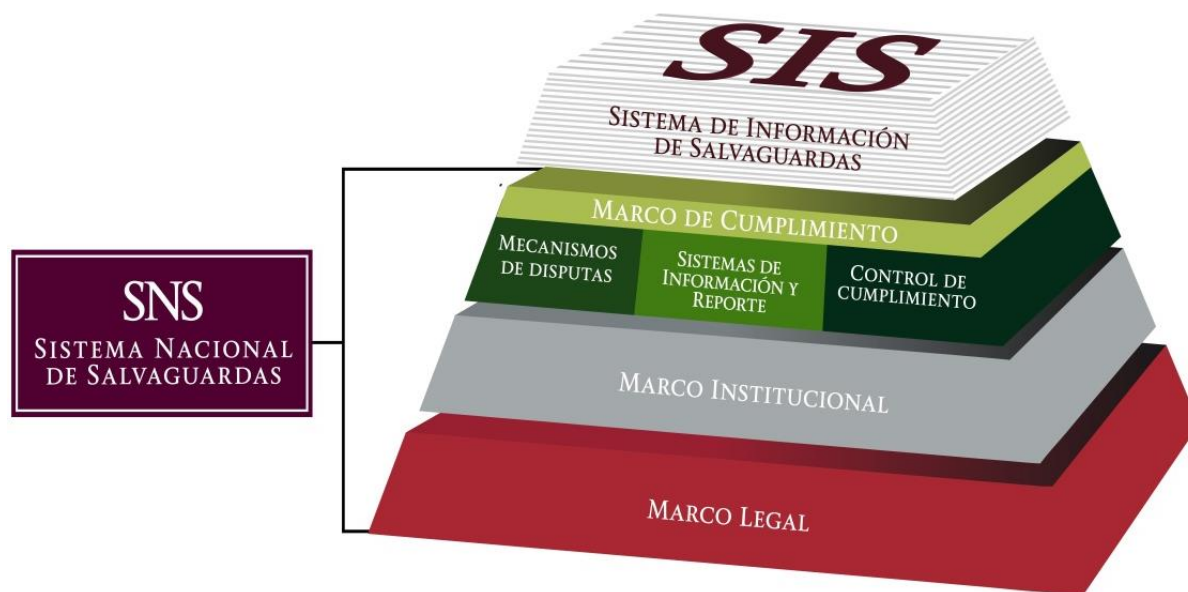 SIS
SISTEMA DE INFORMACIÓN
DE SALVAGUARDAS
MARCO DE CUMPLIMIENTO
MECANISMOS
DE DISPUTAS
SISTEMAS DE
INFORMACIÓN Y
REPORTE
CONTROL DE
CUMPLIMIENTO
SNS
SISTEMA NACIONAL
DE SALVAGUARDAS
MARCO INSTITUCIONAL
MARCO LEGAL